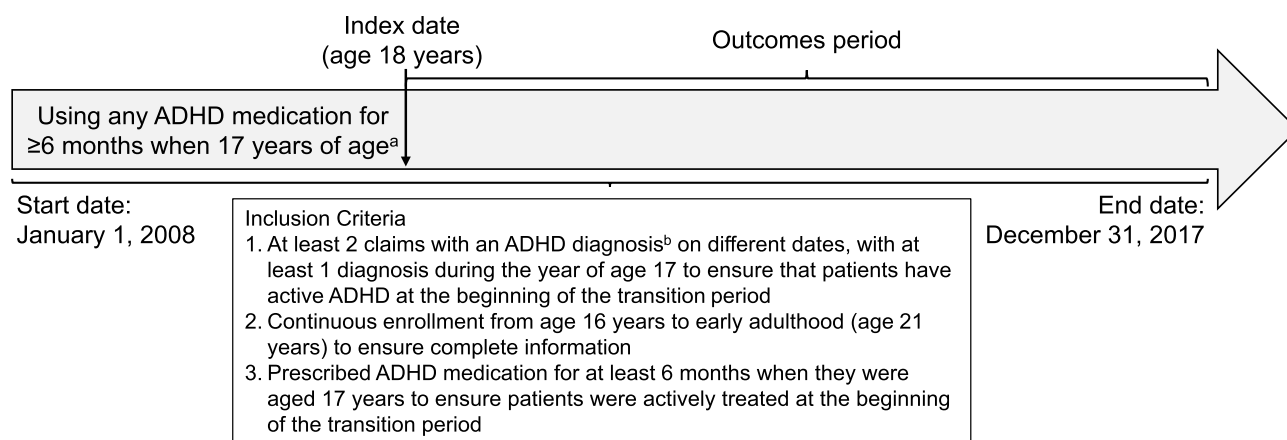 Index date
(age 18 years)
Outcomes period
Using any ADHD medication for
≥6 months when 17 years of ageᵃ
Start date:
January 1, 2008
End date:
December 31, 2017
Inclusion Criteria
1. At least 2 claims with an ADHD diagnosisᵇ on different dates, with at
least 1 diagnosis during the year of age 17 to ensure that patients have
active ADHD at the beginning of the transition period
2. Continuous enrollment from age 16 years to early adulthood (age 21
years) to ensure complete information
3. Prescribed ADHD medication for at least 6 months when they were
aged 17 years to ensure patients were actively treated at the beginning
of the transition period